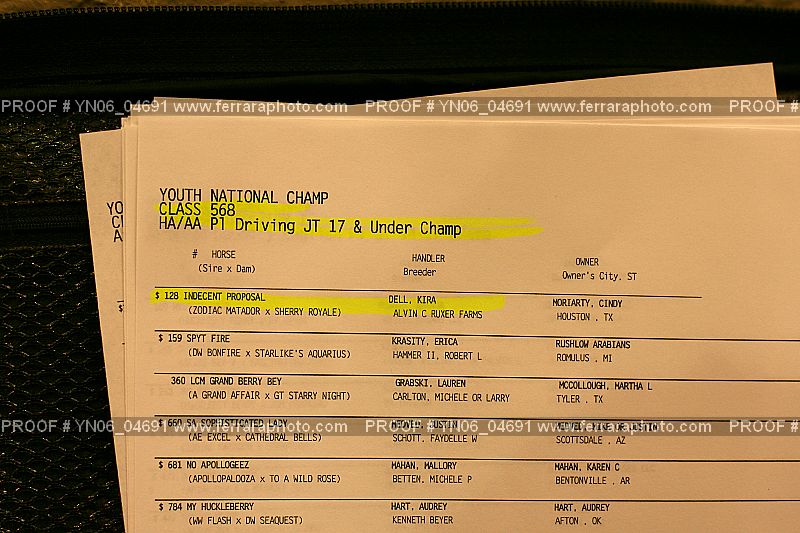 PROOF # YN06_04691 www.ferraraphoto.com PROOF # YN06_04691 www.ferraraphoto.com PROOF #
YOUTH NATIONAL CHAMP
CLASS 568
HA/AA Pl Driving JT 17 & Under Champ
# HORSE HANDLER OWNER
(Sire x Dam) Breeder Owner's City, ST
$ 128 INDECENT PROPOSAL DELL, KIRA MORIARTY, CINDY
(ZODIAC MATADOR x SHERRY ROYALE) ALVIN C RUXER FARMS HOUSTON , TX
$ 159 SPYT FIRE KRASITY, ERICA RUSHLOW ARABIANS
(DW BONFIRE x STARLIKE'S AQUARIUS) HAMMER II, ROBERT L ROMULUS , MI
360 LCM GRAND BERRY BEY GRABSKI, LAUREN MCCOLLOUGH, MARTHA L
(A GRAND AFFAIR x GT STARRY NIGHT) CARLTON, MICHELE OR LARRY TYLER , TX
PROOF # YN06_04691 www.ferraraphoto.com PROOF # YN06_04691 www.ferraraphoto.com PROOF #
$ 660 SA SOPHISTICATED LADY
(AE EXCEL x CATHEDRAL BELLS) SCHOTT, FAYDELLE W SCOTTSDALE , AZ
$ 681 NO APOLLOGEEZ MAHAN, MALLORY MAHAN, KAREN C
(APOLLOPALOOZA x TO A WILD ROSE) BETTEN, MICHELE P BENTONVILLE , AR
$ 784 MY HUCKLEBERRY HART, AUDREY HART, AUDREY
(WW FLASH x DW SEAQUEST) KENNETH BEYER AFTON , OK